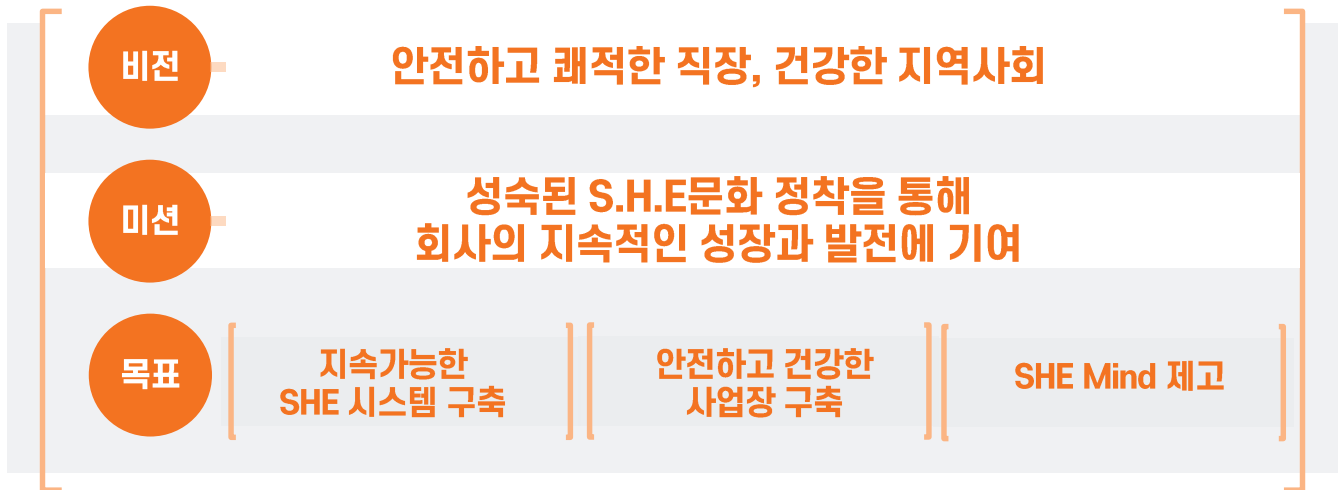 비전
안전하고 쾌적한 직장, 건강한 지역사회
미션
성숙된 S.H.E문화 정착을 통해
회사의 지속적인 성장과 발전에 기여
목표
지속가능한
SHE 시스템 구축
안전하고 건강한
사업장 구축
SHE Mind 제고